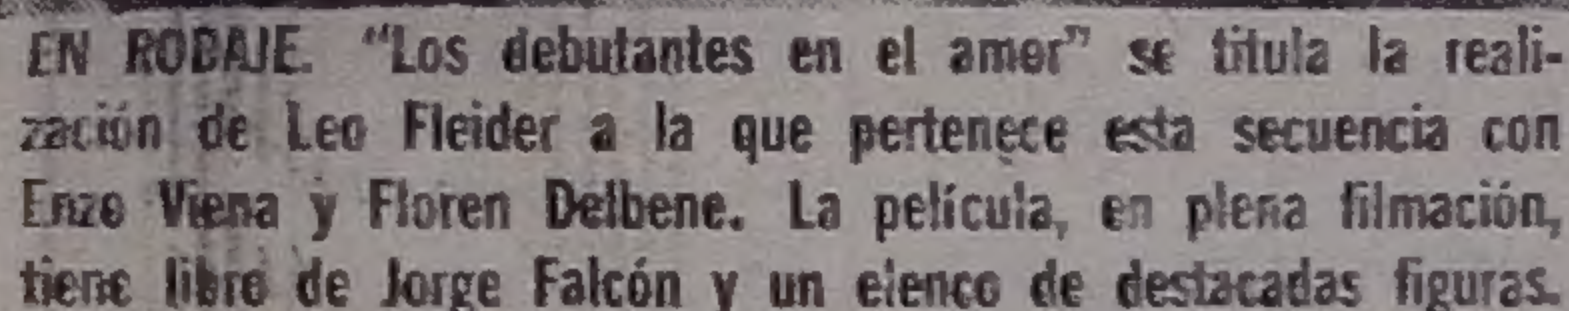 EN RODAJE. "Los debutantes en el amor" se titula la reali-
zación de Leo Fleider a la que pertenece esta secuencia con
Enzo Viena y Floren Delbene. La película, en plena filmación,
tiene libro de Jorge Falcón y un elenco de destacadas figuras.